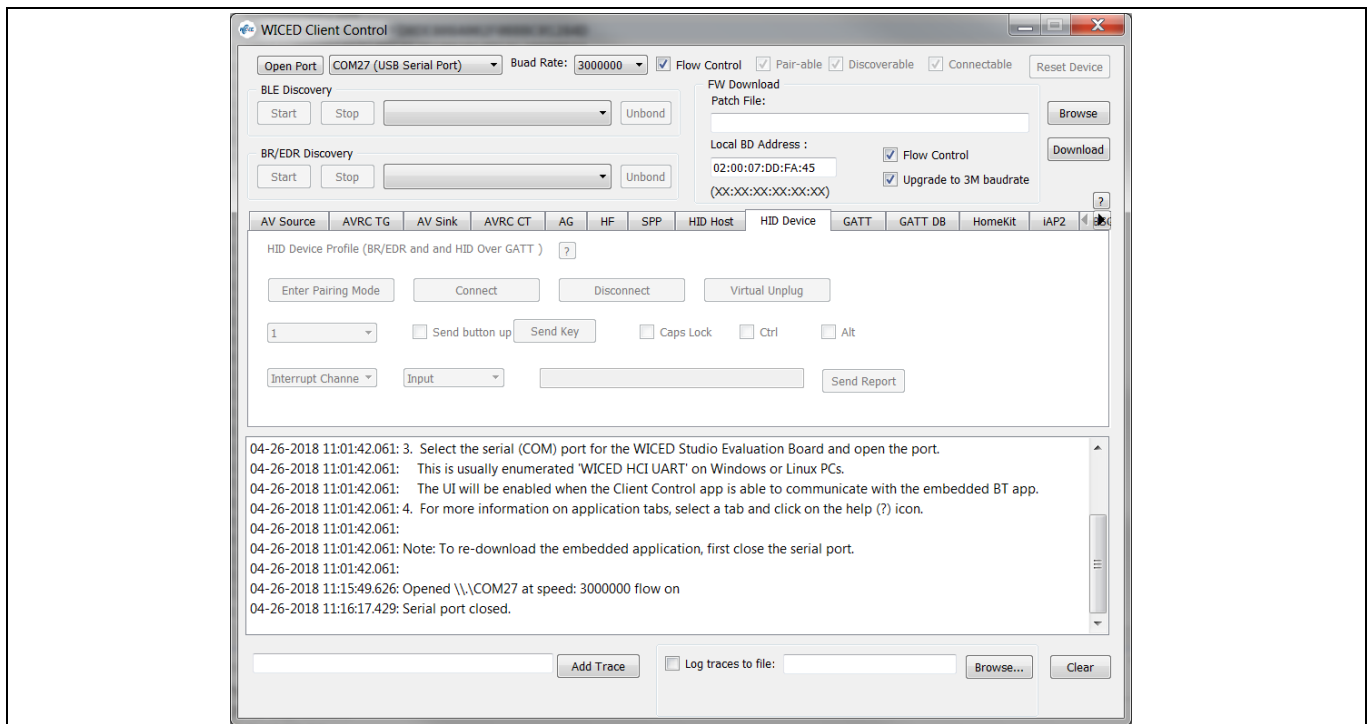 WICED Client Control
Open Port COM27 (USB Serial Port) Buad Rate: 3000000 Flow Control Pair-able Discoverable Connectable Reset Device
BLE Discovery
Start Stop Unbond
FW Download
Patch File:
Browse
BR/EDR Discovery
Start Stop Unbond
Local BD Address :
02:00:07:DD:FA:45
(XX:XX:XX:XX:XX:XX)
Flow Control
Upgrade to 3M baudrate
Download
?
AV Source AVRC TG AV Sink AVRC CT AG HF SPP HID Host HID Device GATT GATT DB HomeKit iAP2
HID Device Profile (BR/EDR and and HID Over GATT ) ?
Enter Pairing Mode Connect Disconnect Virtual Unplug
1 Send button up Send Key Caps Lock Ctrl Alt
Interrupt Channe Input Send Report
04-26-2018 11:01:42.061: 3. Select the serial (COM) port for the WICED Studio Evaluation Board and open the port.
04-26-2018 11:01:42.061: This is usually enumerated 'WICED HCI UART' on Windows or Linux PCs.
04-26-2018 11:01:42.061: The UI will be enabled when the Client Control app is able to communicate with the embedded BT app.
04-26-2018 11:01:42.061: 4. For more information on application tabs, select a tab and click on the help (?) icon.
04-26-2018 11:01:42.061:
04-26-2018 11:01:42.061: Note: To re-download the embedded application, first close the serial port.
04-26-2018 11:01:42.061:
04-26-2018 11:15:49.626: Opened \\.\COM27 at speed: 3000000 flow on
04-26-2018 11:16:17.429: Serial port closed.
Add Trace Log traces to file: Browse... Clear